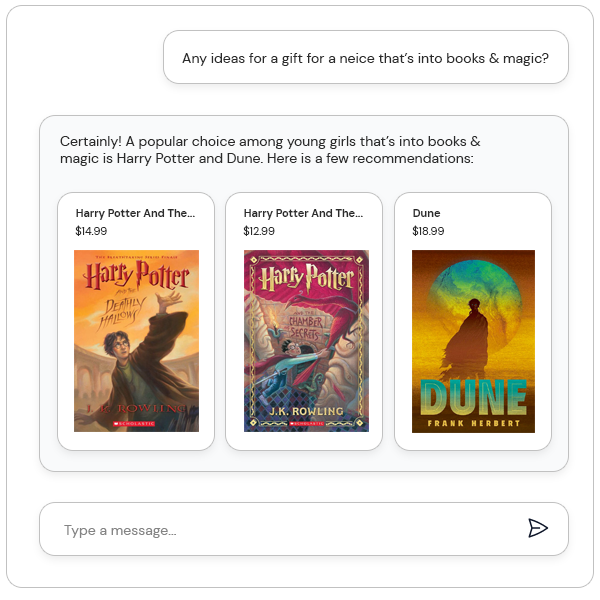 Any ideas for a gift for a neice that's into books & magic?
Certainly! A popular choice among young girls that's into books &
magic is Harry Potter and Dune. Here is a few recommendations:
Harry Potter And The...
$14.99
Harry Potter
AND THE
DEATHLY
HALLOWS
J. K. ROWLING
SCHOLASTIC
Harry Potter And The...
$12.99
Harry Potter
AND THE
CHAMBER
OF
SECRETS
J.K. ROWLING
SCHOLASTIC
Dune
$18.99
DUNE
FRANK HERBERT
Type a message...